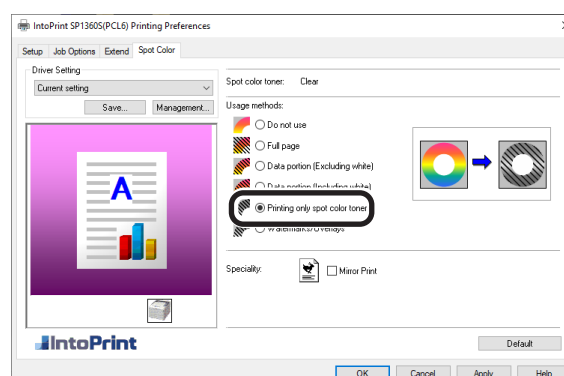 IntoPrint SP1360S(PCL6) Printing Preferences
Setup Job Options Extend Spot Color
Driver Setting
Current setting
Save... Management...
Spot color toner: Clear
Usage methods:
Do not use
Full page
Data portion (Excluding white)
Data portion (Including white)
Printing only spot color toner
Watermarks/Overlays
A
Speciality: Mirror Print
IntoPrint
Default
OK Cancel Apply Help